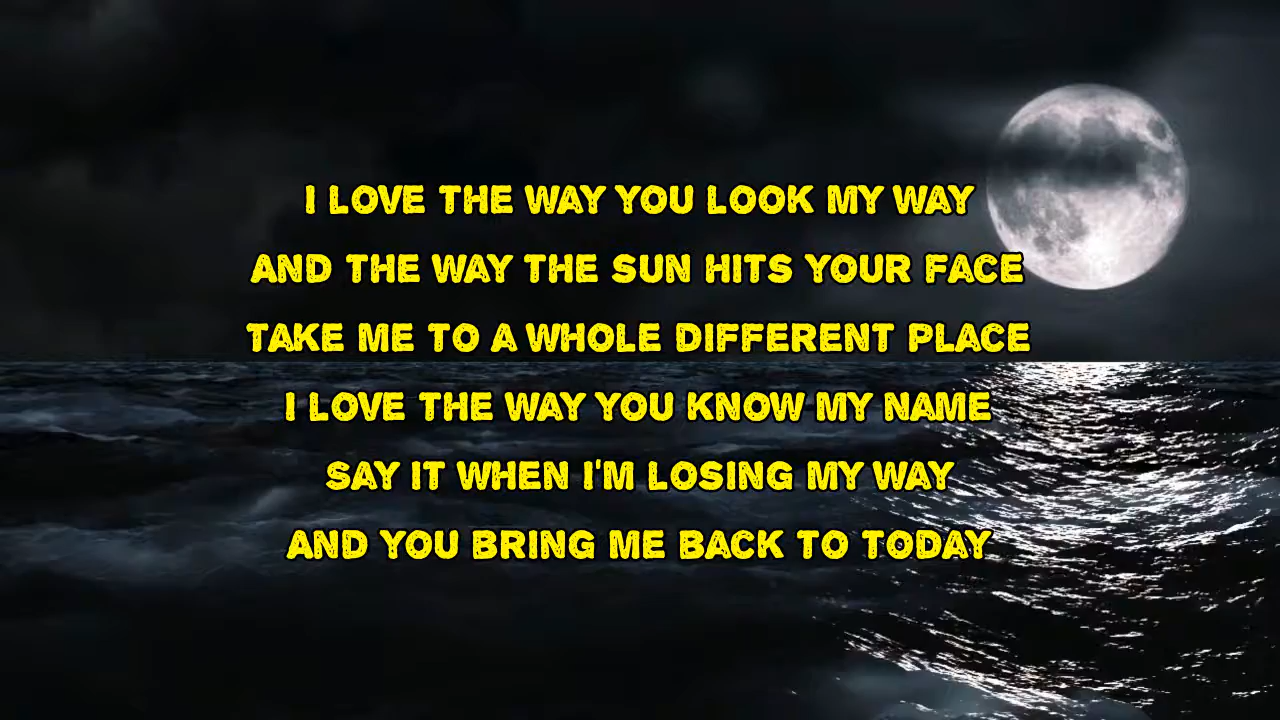 I LOVE THE WAY YOU LOOK MY WAY
AND THE WAY THE SUN HITS YOUR FACE
TAKE ME TO A WHOLE DIFFERENT PLACE
I LOVE THE WAY YOU KNOW MY NAME
SAY IT WHEN I'M LOSING MY WAY
AND YOU BRING ME BACK TO TODAY